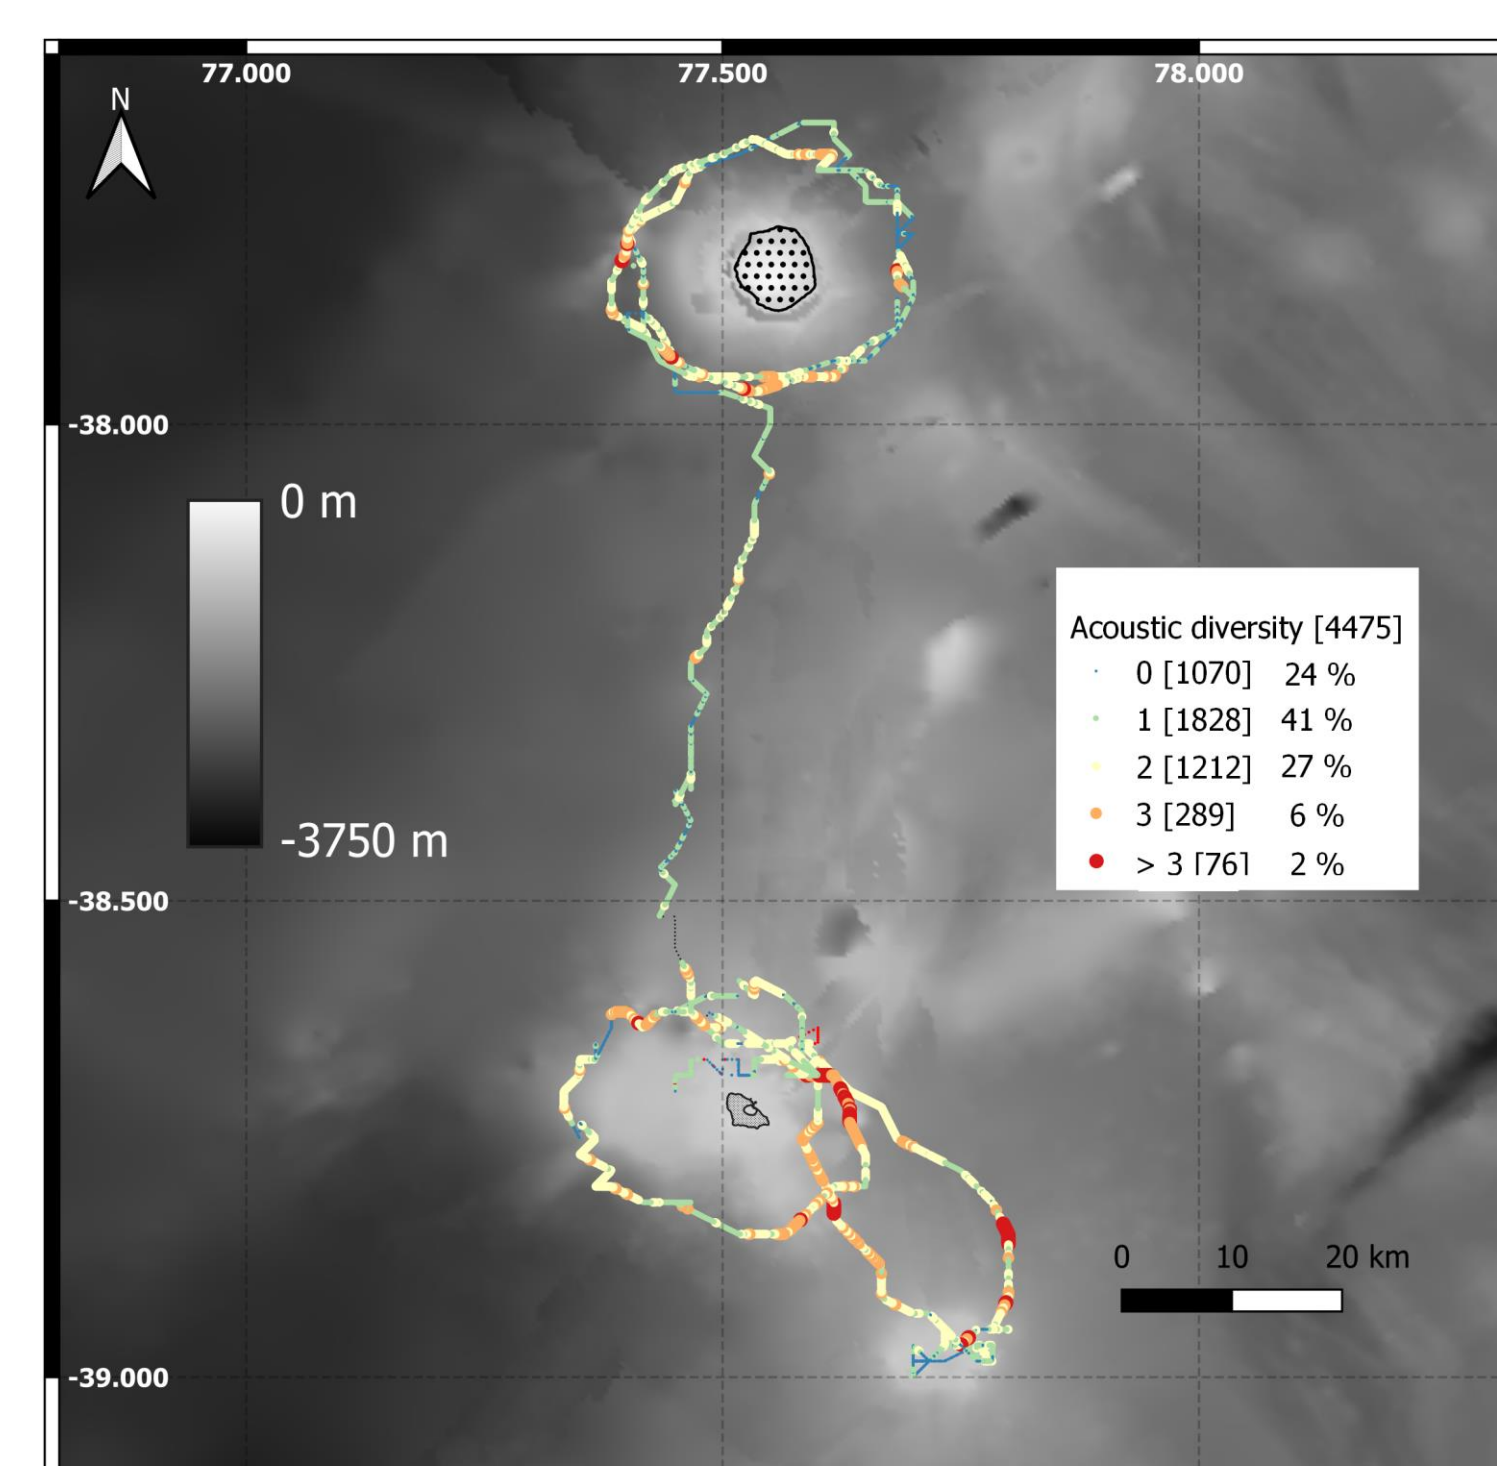 77.000 77.500 78.000
N
-38.000
0 m
-3750 m
Acoustic diversity [4475]
0 [1070] 24 %
1 [1828] 41 %
2 [1212] 27 %
3 [289] 6 %
> 3 [76] 2 %
-38.500
0 10 20 km
-39.000